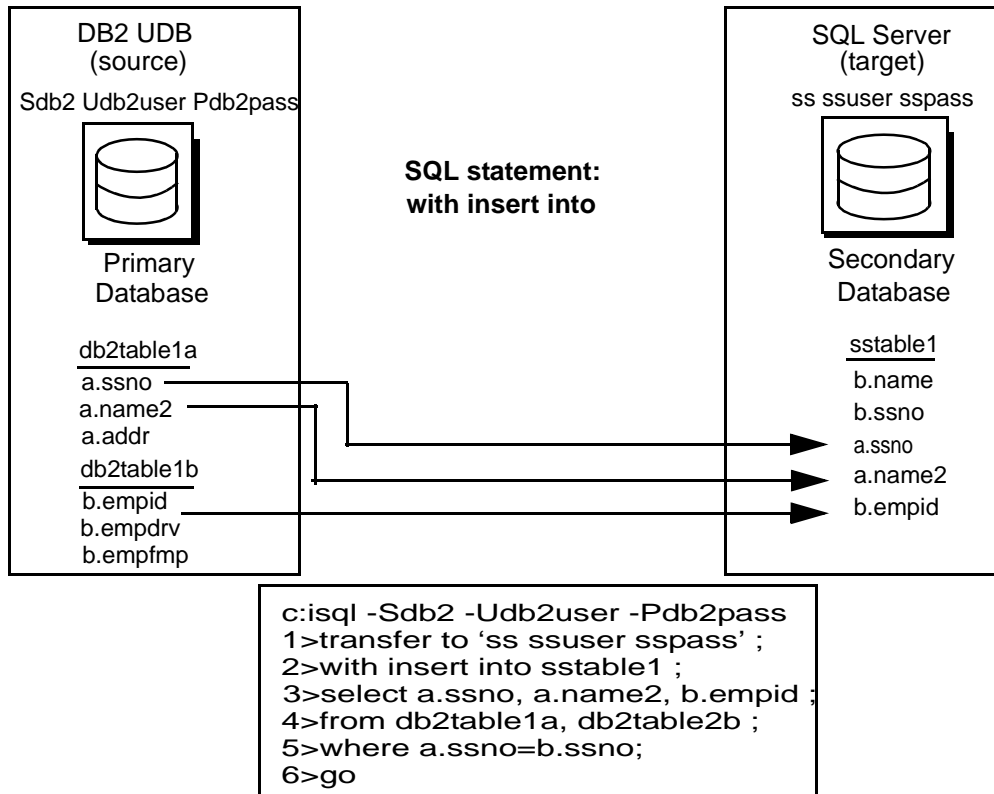 DB2 UDB
(source)
Sdb2 Udb2user Pdb2pass
Primary
Database
db2table1a
a.ssno
a.name2
a.addr
db2table1b
b.empid
b.empdrv
b.empfmp
SQL statement:
with insert into
SQL Server
(target)
ss ssuser sspass
Secondary
Database
sstable1
b.name
b.ssno
a.ssno
a.name2
b.empid
c:isql -Sdb2 -Udb2user -Pdb2pass
1>transfer to ‘ss ssuser sspass’ ;
2>with insert into sstable1 ;
3>select a.ssno, a.name2, b.empid ;
4>from db2table1a, db2table2b ;
5>where a.ssno=b.ssno;
6>go